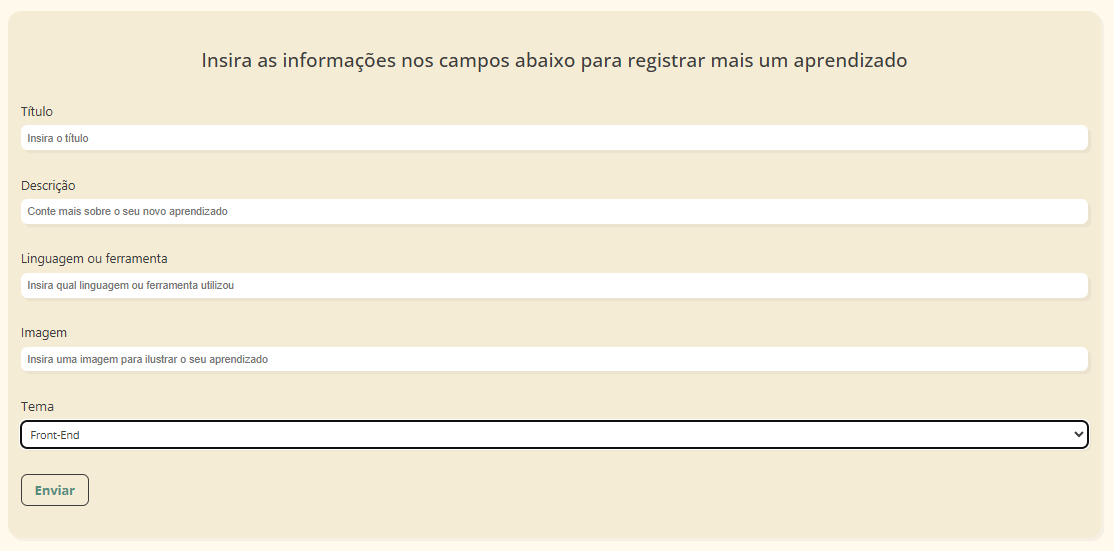 Insira as informações nos campos abaixo para registrar mais um aprendizado
Título
Insira o título
Descrição
Conte mais sobre o seu novo aprendizado
Linguagem ou ferramenta
Insira qual linguagem ou ferramenta utilizou
Imagem
Insira uma imagem para ilustrar o seu aprendizado
Tema
Front-End
Enviar